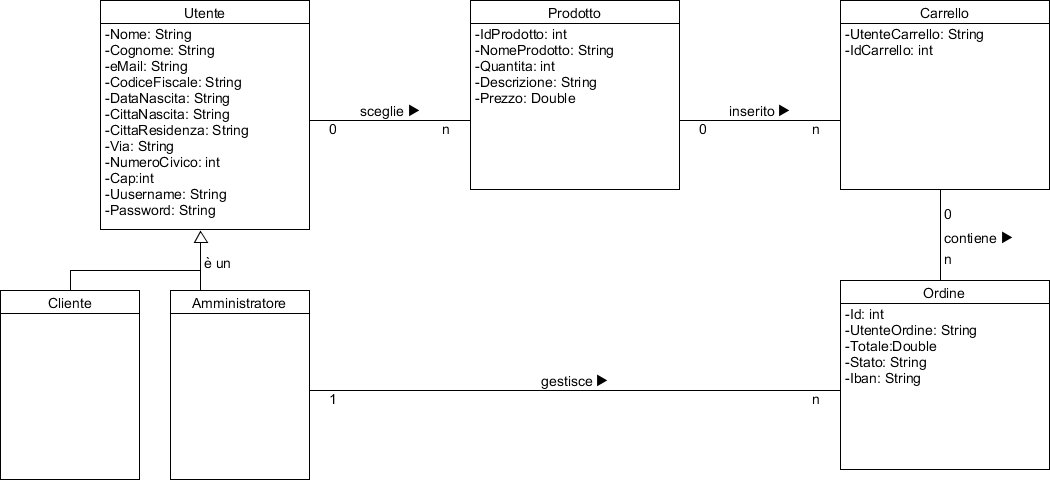 Utente
-Nome: String
-Cognome: String
-eMail: String
-CodiceFiscale: String
-DataNascita: String
-CittaNascita: String
-CittaResidenza: String
-Via: String
-NumeroCivico: int
-Cap:int
-Uusername: String
-Password: String
sceglie
0
n
Prodotto
-IdProdotto: int
-NomeProdotto: String
-Quantita: int
-Descrizione: String
-Prezzo: Double
inserito
0
n
Carrello
-UtenteCarrello: String
-IdCarrello: int
0
contiene
n
è un
Cliente
Amministratore
gestisce
1
n
Ordine
-Id: int
-UtenteOrdine: String
-Totale:Double
-Stato: String
-Iban: String